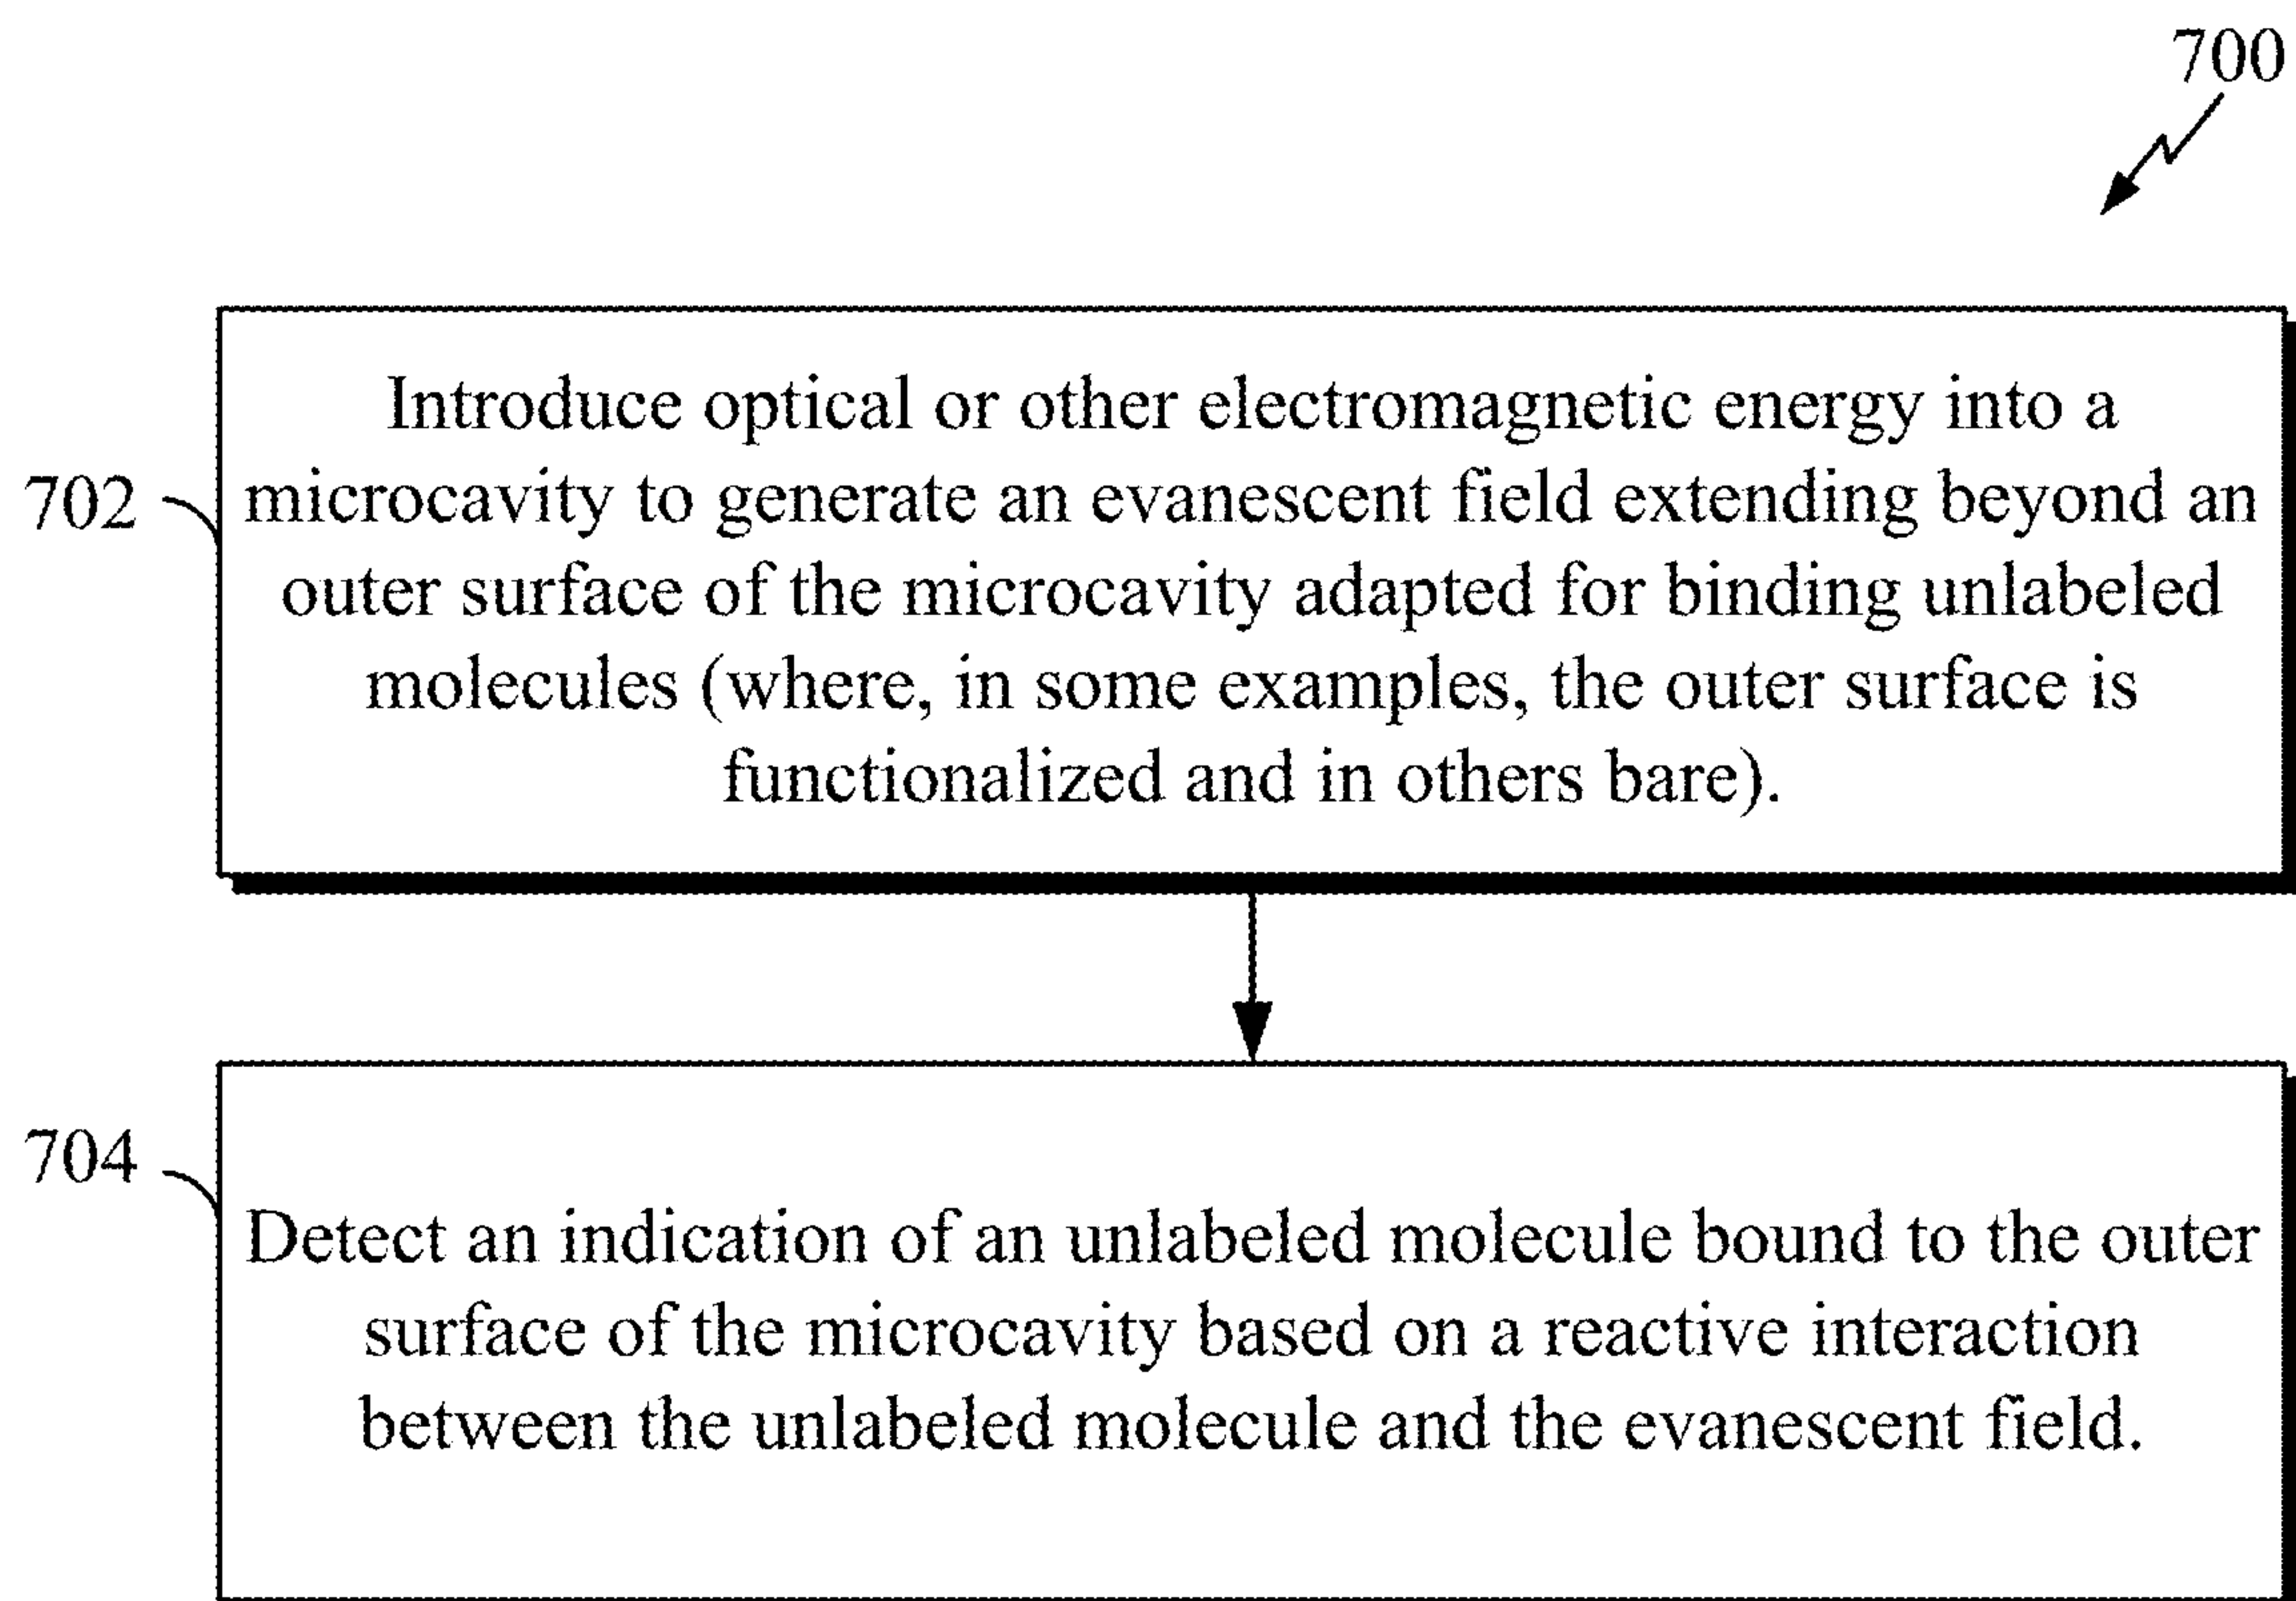 700
702
Introduce optical or other electromagnetic energy into a
microcavity to generate an evanescent field extending beyond an
outer surface of the microcavity adapted for binding unlabeled
molecules (where, in some examples, the outer surface is
functionalized and in others bare).
704
Detect an indication of an unlabeled molecule bound to the outer
surface of the microcavity based on a reactive interaction
between the unlabeled molecule and the evanescent field.